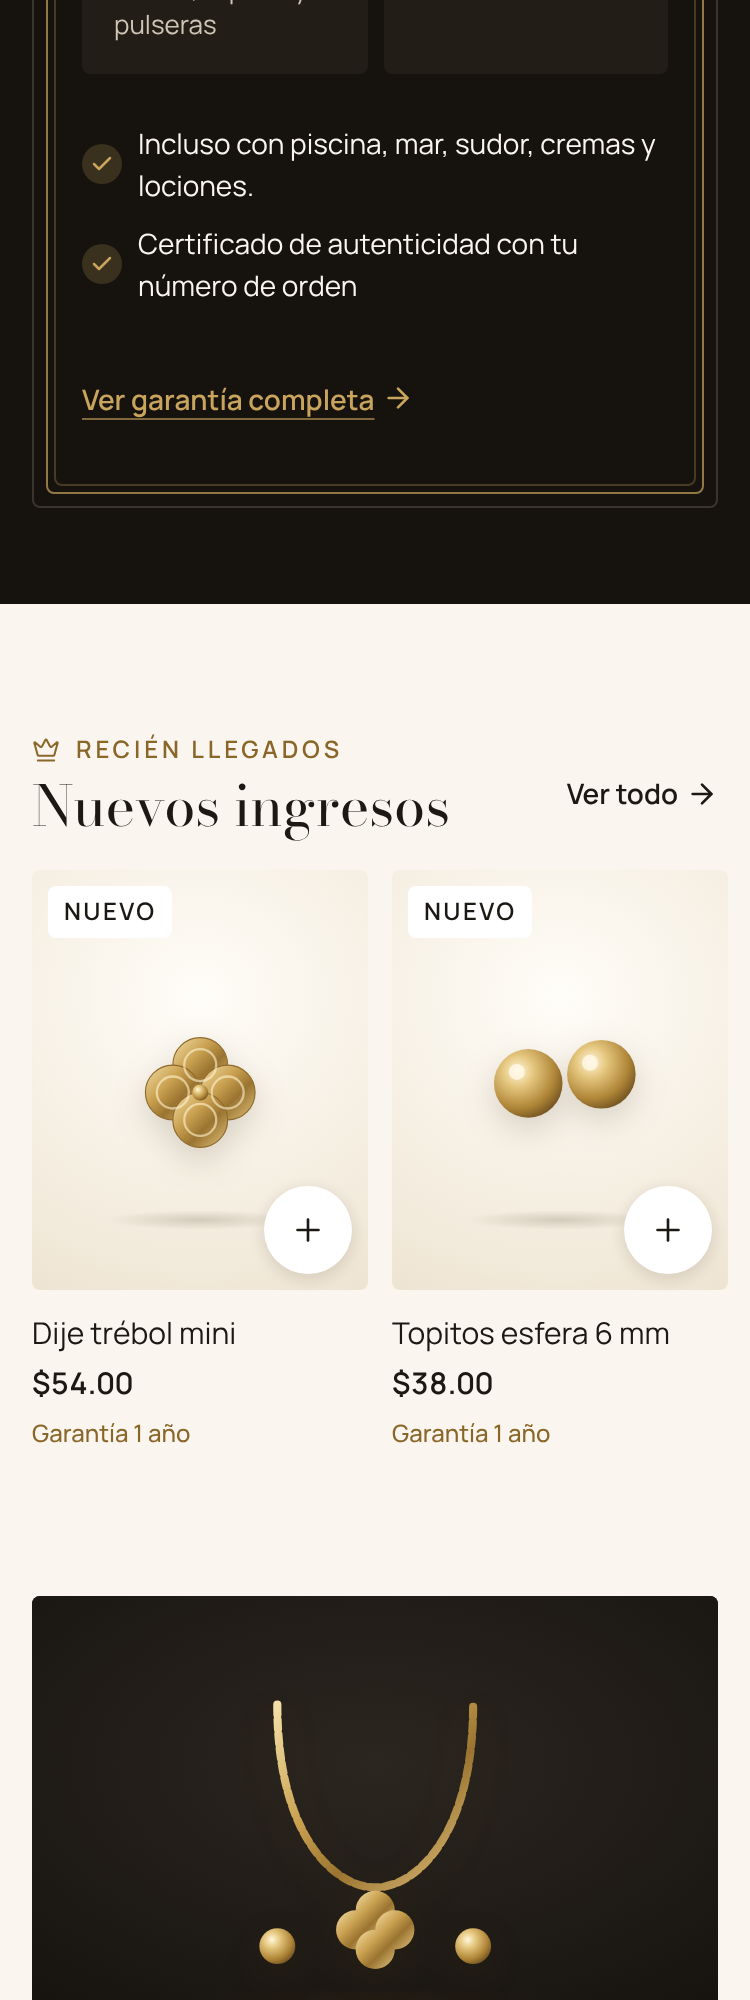 pulseras
Incluso con piscina, mar, sudor, cremas y
lociones.
Certificado de autenticidad con tu
número de orden
Ver garantía completa
RECIÉN LLEGADOS
Nuevos ingresos
Ver todo
NUEVO
NUEVO
Dije trébol mini
$54.00
Garantía 1 año
Topitos esfera 6 mm
$38.00
Garantía 1 año